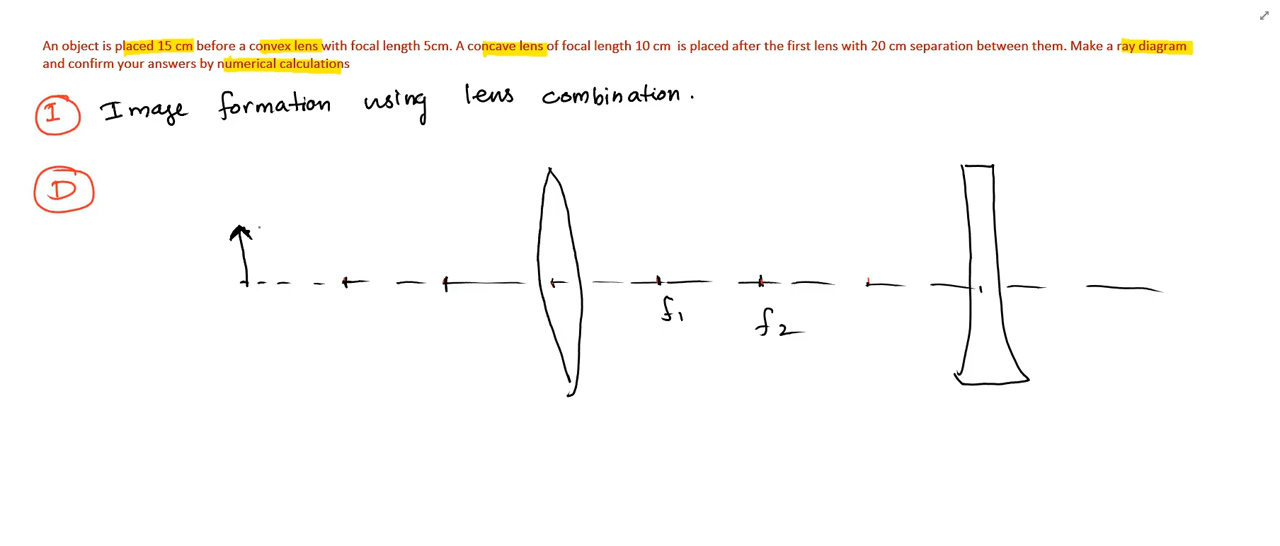 An object is placed 15 cm before a convex lens with focal length 5cm. A concave lens of focal length 10 cm  is placed after the first lens with 20 cm separation between them. Make a ray diagram
and confirm your answers by numerical calculations
I Image formation using lens combination.
D
f1
f2